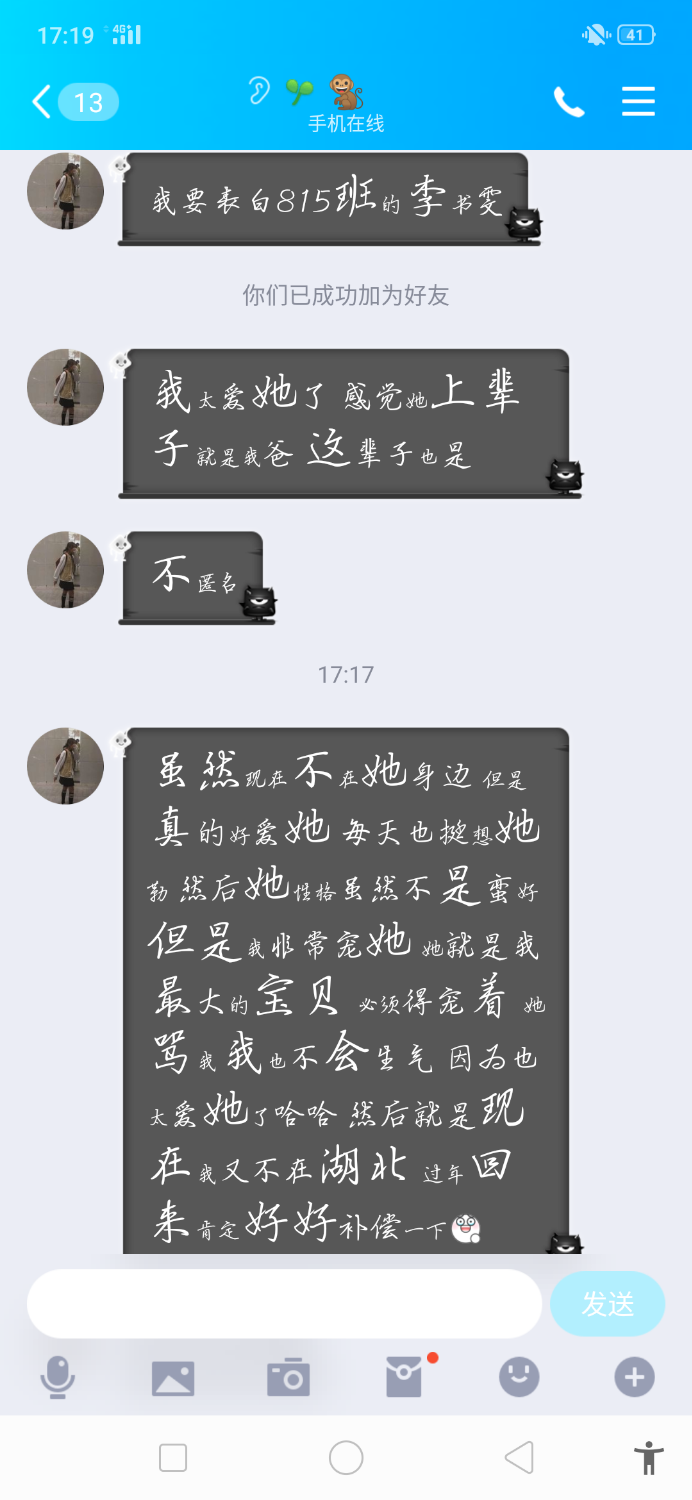 17:19 4G+ 41
13
手机在线
我要表白815班的李书雯
你们已成功加为好友
我太爱她了 感觉她上辈
子就是我爸 这辈子也是
不匿名
17:17
虽然现在不在她身边 但是
真的好爱她 每天也挺想她
勒 然后她性格虽然不是蛮好
但是我非常宠她 她就是我
最大的宝贝 必须得宠着 她
骂我 我也不会生气 因为也
太爱她了哈哈 然后就是现
在我又不在湖北 过年回
来肯定好好补偿一下
发送